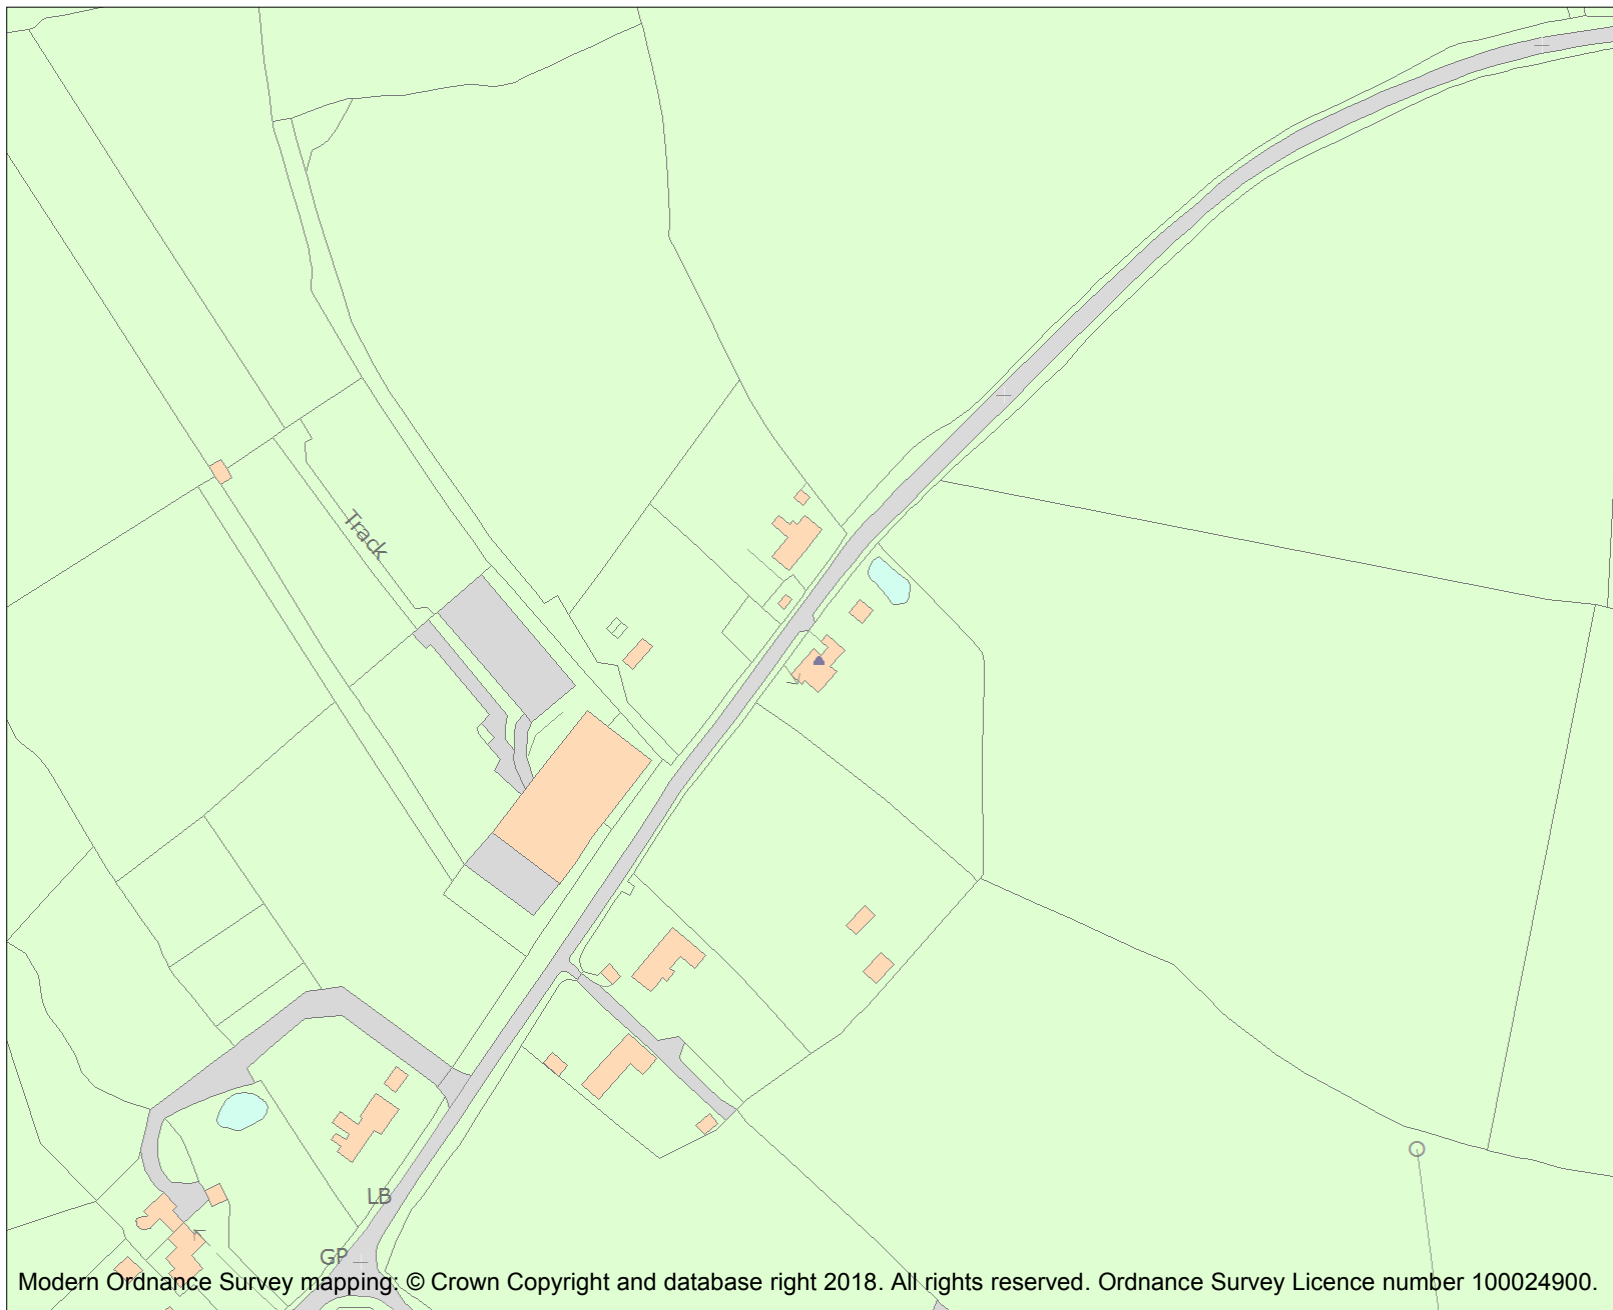 Track
LB
GP
Modern Ordnance Survey mapping: © Crown Copyright and database right 2018. All rights reserved. Ordnance Survey Licence number 100024900.